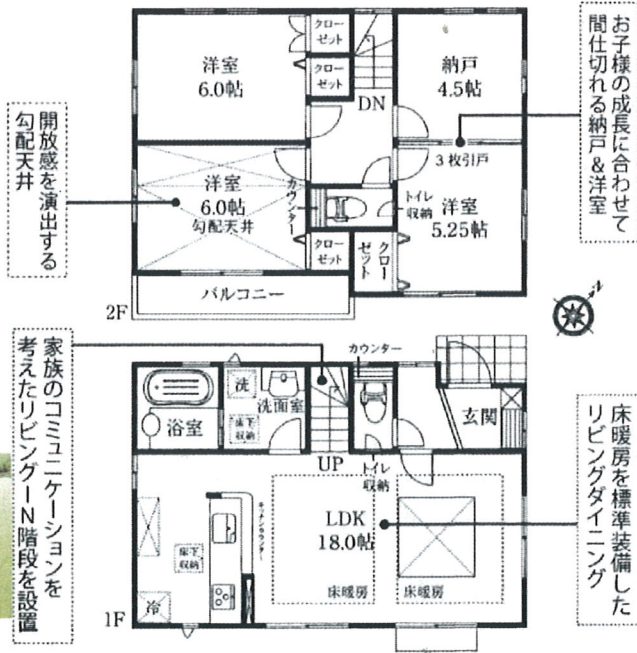 お子様の成長に合わせて
間仕切れる納戸&洋室
開放感を演出する
勾配天井
洋室
6.0帖
クロー
ゼット
クロー
ゼット
DN
納戸
4.5帖
3枚引戸
洋室
6.0帖
勾配天井
カウンター
トイレ
収納
洋室
5.25帖
クロー
ゼット
クロー
ゼット
バルコニー
2F
N
家族のコミュニケーションを
考えたリビングーN階段を設置
床暖房を標準装備した
リビングダイニング
浴室
洗
洗面室
床下
収納
UP
カウンター
トイレ
収納
玄関
LDK
18.0帖
キッチンカウンター
床下
収納
冷
床暖房
床暖房
1F